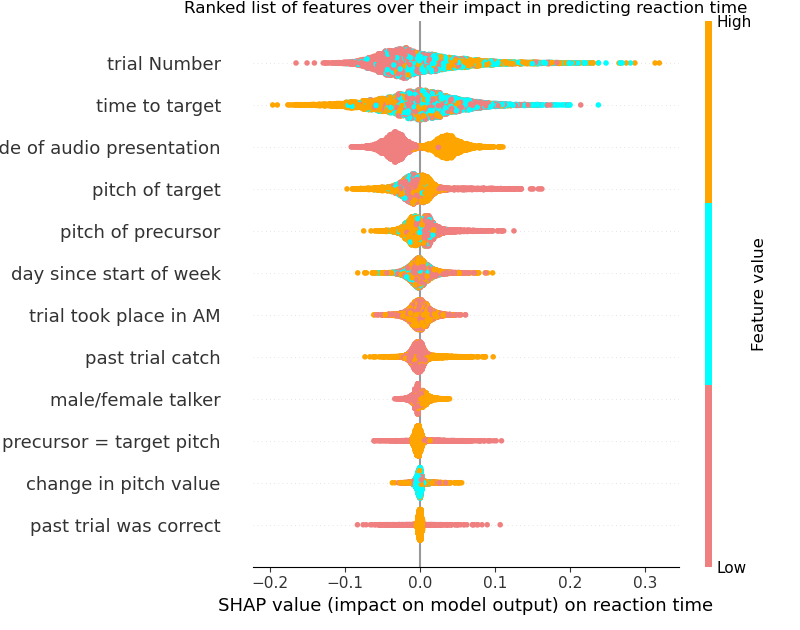 Ranked list of features over their impact in predicting reaction time
High
trial Number
time to target
de of audio presentation
pitch of target
pitch of precursor
day since start of week
trial took place in AM
past trial catch
male/female talker
precursor = target pitch
change in pitch value
past trial was correct
Feature value
Low
−0.2 −0.1 0.0 0.1 0.2 0.3
SHAP value (impact on model output) on reaction time